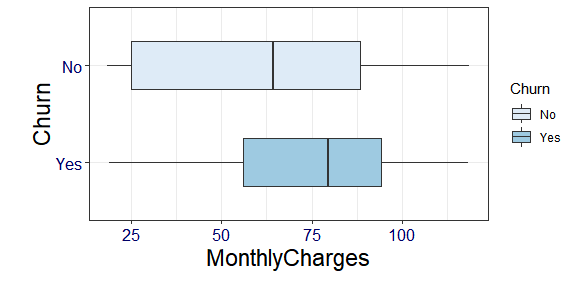 Churn
No
Yes
25 50 75 100
MonthlyCharges
Churn
No
Yes